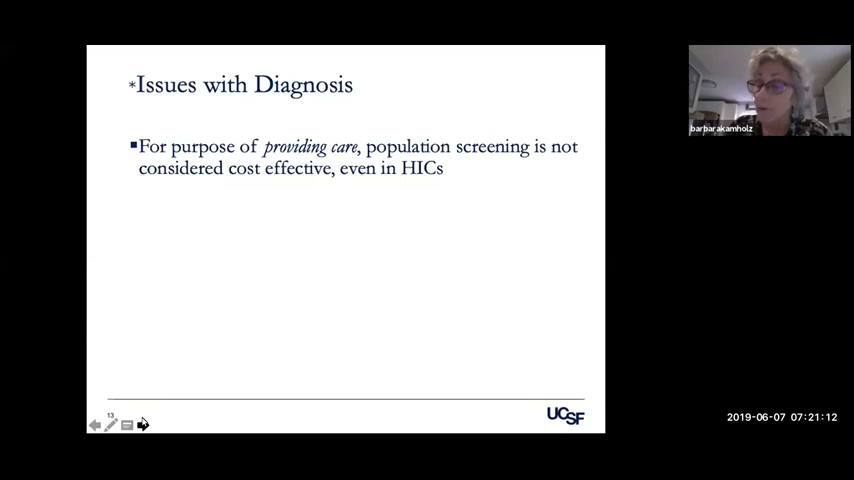 *Issues with Diagnosis
▪For purpose of providing care, population screening is not
considered cost effective, even in HICs
13
UCSF
barbarakamholz
2019-06-07 07:21:12